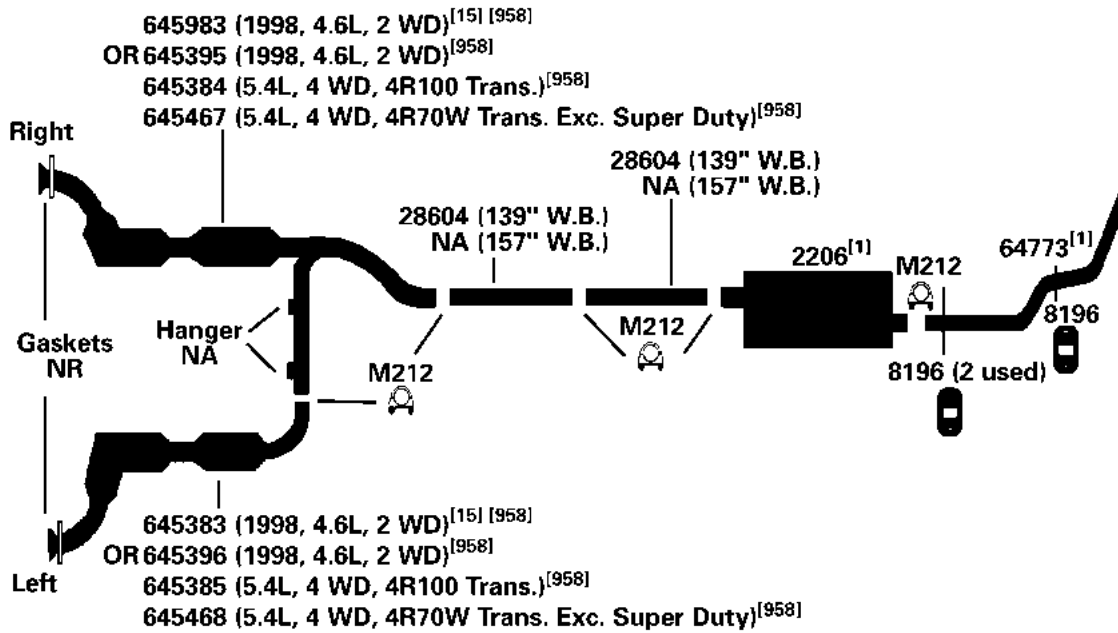 645983 (1998, 4.6L, 2 WD)[15] [958]
OR 645395 (1998, 4.6L, 2 WD)[958]
645384 (5.4L, 4 WD, 4R100 Trans.)[958]
645467 (5.4L, 4 WD, 4R70W Trans. Exc. Super Duty)[958]
Right
28604 (139" W.B.)
NA (157" W.B.)
28604 (139" W.B.)
NA (157" W.B.)
2206[1]
M212
64773[1]
8196
Gaskets
NR
Hanger
NA
M212
M212
8196 (2 used)
645383 (1998, 4.6L, 2 WD)[15] [958]
OR 645396 (1998, 4.6L, 2 WD)[958]
645385 (5.4L, 4 WD, 4R100 Trans.)[958]
645468 (5.4L, 4 WD, 4R70W Trans. Exc. Super Duty)[958]
Left